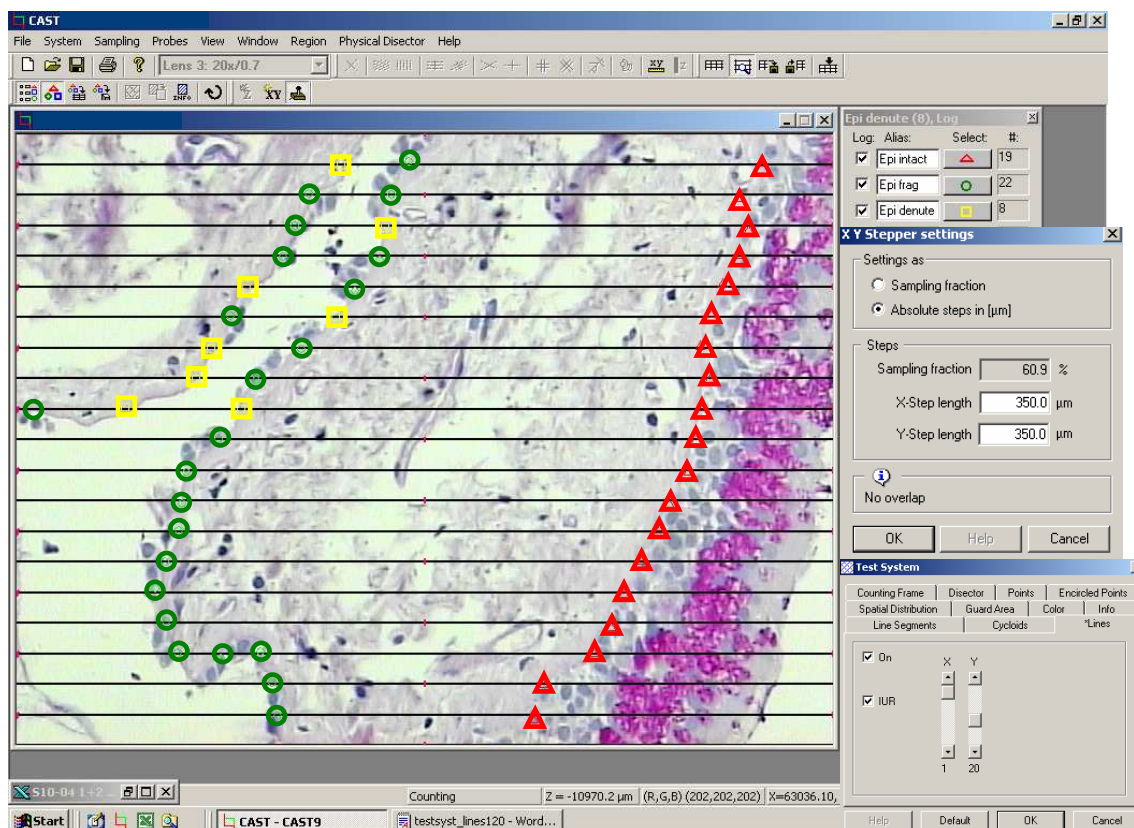 CAST
File System Sampling Probes View Window Region Physical Disector Help
Lens 3: 20x/0.7
XY Z
INFO Z XY
Epi denute (8), Log
Log: Alias: Select: #:
Epi intact 19
Epi frag 22
Epi denute 8
X Y Stepper settings
Settings as
Sampling fraction
Absolute steps in [µm]
Steps
Sampling fraction 60.9 %
X-Step length 350.0 µm
Y-Step length 350.0 µm
No overlap
OK Help Cancel
Test System
Counting Frame Disector Points Encircled Points
Spatial Distribution Guard Area Color Info
Line Segments Cycloids *Lines
On X Y
IUR
1 20
S10-04 1+2 ...
Counting Z = -10970.2 µm (R,G,B) (202,202,202) X=63036.10,
Start CAST - CAST9 testsyst_lines120 - Word...
Help Default OK Cancel